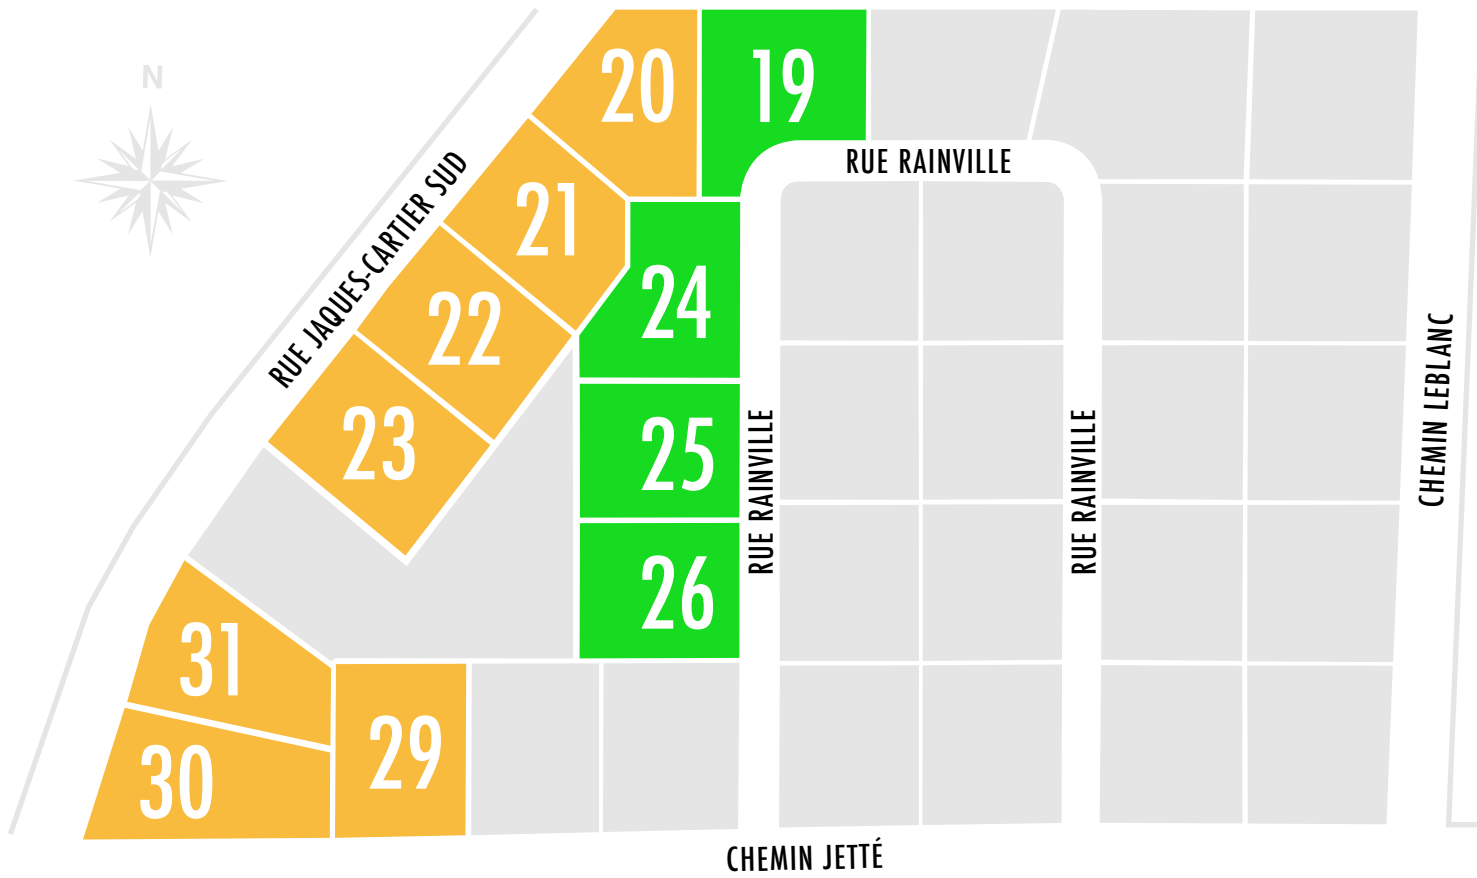 N
20
19
RUE RAINVILLE
RUE JAQUES-CARTIER SUD
21
24
22
23
25
RUE RAINVILLE
RUE RAINVILLE
CHEMIN LEBLANC
26
31
29
30
CHEMIN JETTÉ